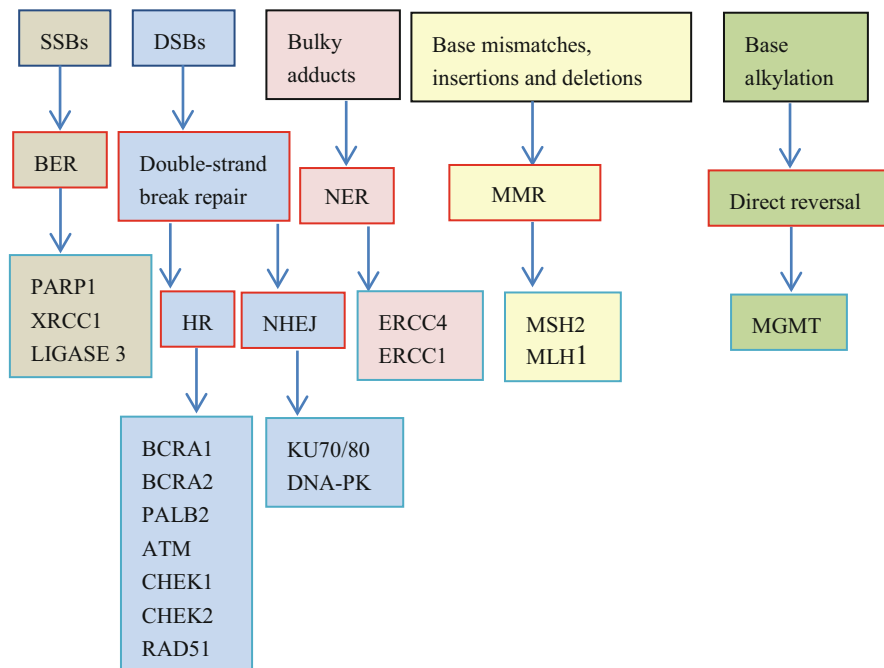 SSBs
DSBs
Bulky
adducts
Base mismatches,
insertions and deletions
Base
alkylation
BER
Double-strand
break repair
NER
MMR
Direct reversal
PARP1
XRCC1
LIGASE 3
HR
NHEJ
ERCC4
ERCC1
MSH2
MLH1
MGMT
BCRA1
BCRA2
PALB2
ATM
CHEK1
CHEK2
RAD51
KU70/80
DNA-PK